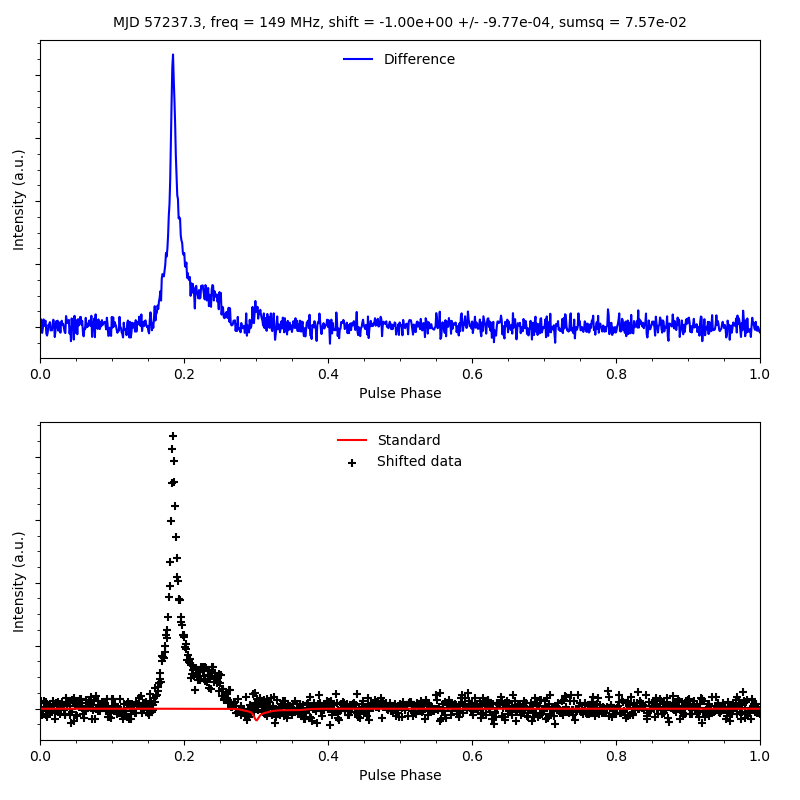 MJD 57237.3, freq = 149 MHz, shift = -1.00e+00 +/- -9.77e-04, sumsq = 7.57e-02
Difference
Intensity (a.u.)
0.0 0.2 0.4 0.6 0.8 1.0
Pulse Phase
Standard
Shifted data
Intensity (a.u.)
0.0 0.2 0.4 0.6 0.8 1.0
Pulse Phase